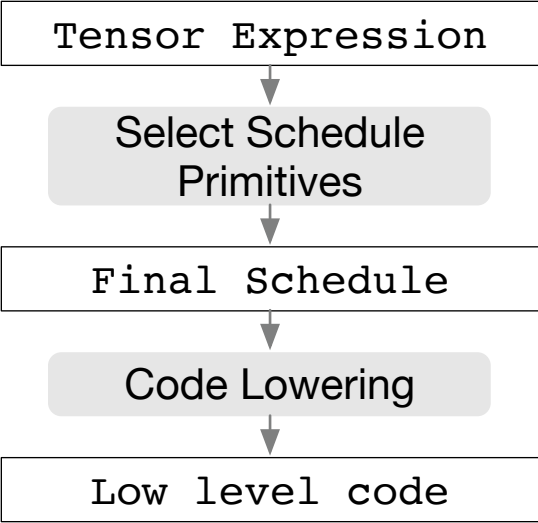 Tensor Expression
Select Schedule
Primitives
Final Schedule
Code Lowering
Low level code